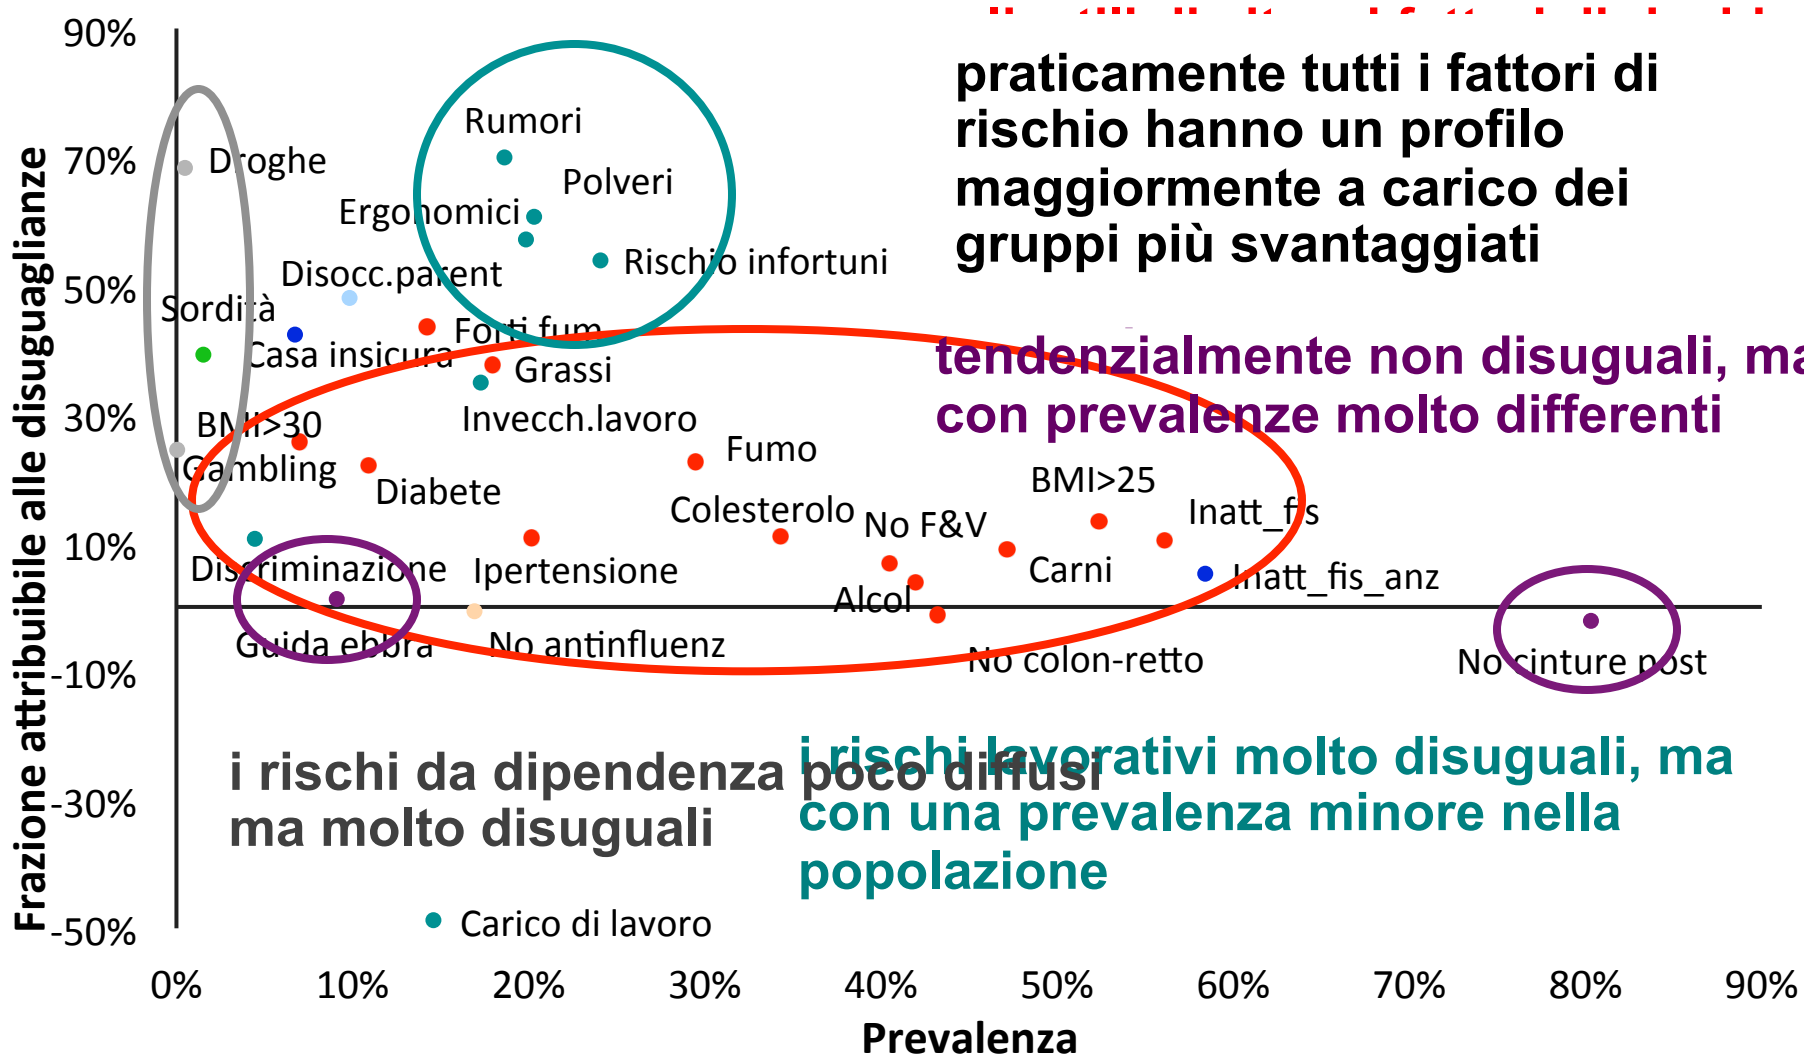 90%
70%
50%
30%
10%
-10%
-30%
-50%
Frazione attribuibile alle disuguaglianze
praticamente tutti i fattori di
rischio hanno un profilo
maggiormente a carico dei
gruppi più svantaggiati
tendenzialmente non disuguali, ma
con prevalenze molto differenti
Rumori
Droghe
Polveri
Ergonomici
Rischio infortuni
Disocc.parent
Sordità
Forti fum
Casa insicura
Grassi
Invecch.lavoro
BMI>30
Gambling
Fumo
Diabete
BMI>25
Colesterolo
No F&V
Inatt_fis
Discriminazione
Ipertensione
Carni
Inatt_fis_anz
Alcol
Guida ebbra
No antinfluenz
No colon-retto
No cinture post
i rischi da dipendenza poco diffusi
ma molto disuguali
i rischi lavorativi molto disuguali, ma
con una prevalenza minore nella
popolazione
Carico di lavoro
0% 10% 20% 30% 40% 50% 60% 70% 80% 90%
Prevalenza